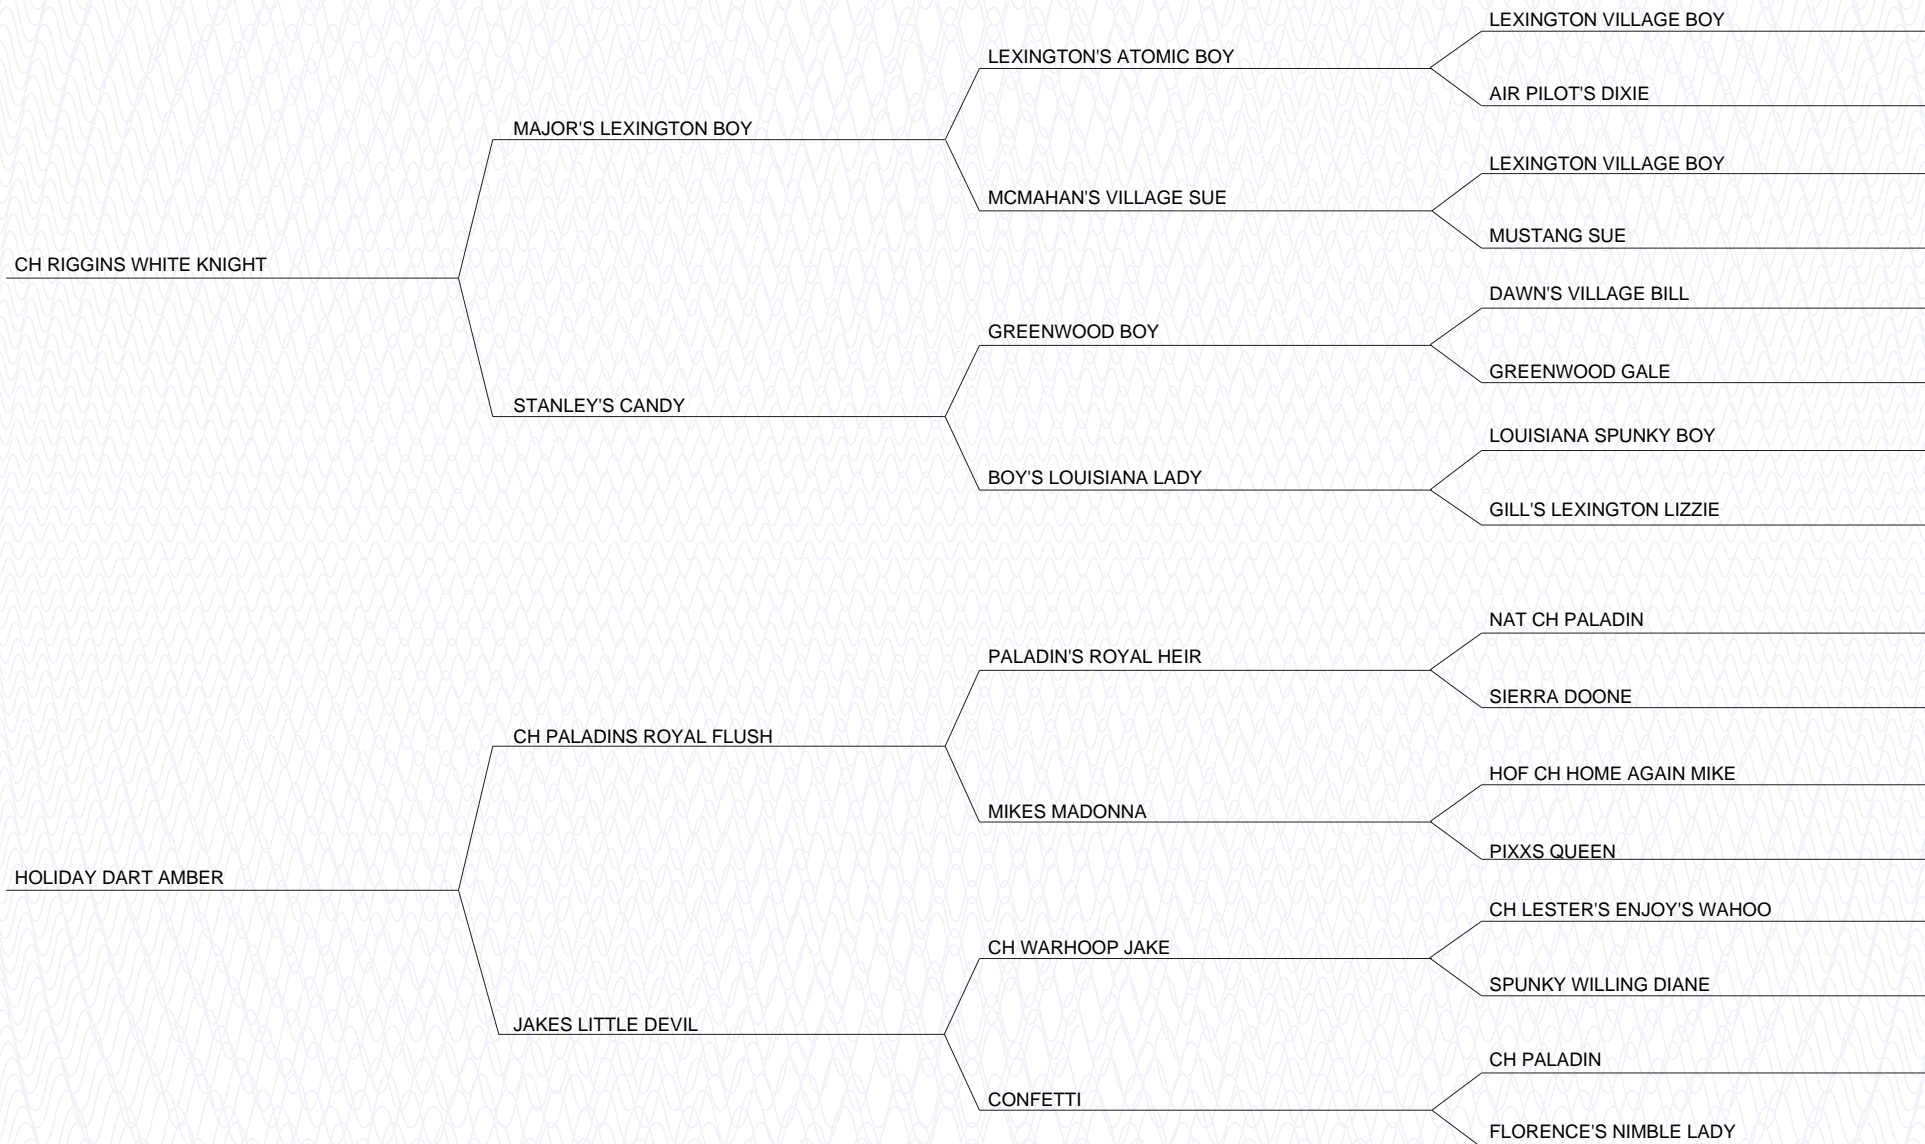 LEXINGTON VILLAGE BOY
LEXINGTON'S ATOMIC BOY
AIR PILOT'S DIXIE
MAJOR'S LEXINGTON BOY
LEXINGTON VILLAGE BOY
MCMAHAN'S VILLAGE SUE
MUSTANG SUE
CH RIGGINS WHITE KNIGHT
DAWN'S VILLAGE BILL
GREENWOOD BOY
GREENWOOD GALE
STANLEY'S CANDY
LOUISIANA SPUNKY BOY
BOY'S LOUISIANA LADY
GILL'S LEXINGTON LIZZIE
NAT CH PALADIN
PALADIN'S ROYAL HEIR
SIERRA DOONE
CH PALADINS ROYAL FLUSH
HOF CH HOME AGAIN MIKE
MIKES MADONNA
PIXXS QUEEN
HOLIDAY DART AMBER
CH LESTER'S ENJOY'S WAHOO
CH WARHOOP JAKE
SPUNKY WILLING DIANE
JAKES LITTLE DEVIL
CH PALADIN
CONFETTI
FLORENCE'S NIMBLE LADY